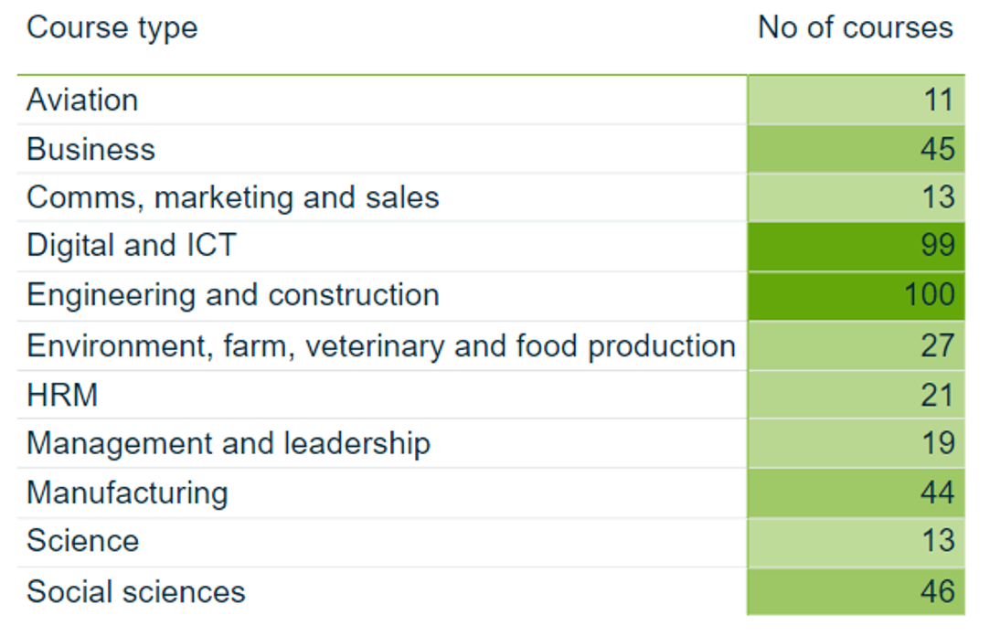 Course type No of courses
Aviation 11
Business 45
Comms, marketing and sales 13
Digital and ICT 99
Engineering and construction 100
Environment, farm, veterinary and food production 27
HRM 21
Management and leadership 19
Manufacturing 44
Science 13
Social sciences 46